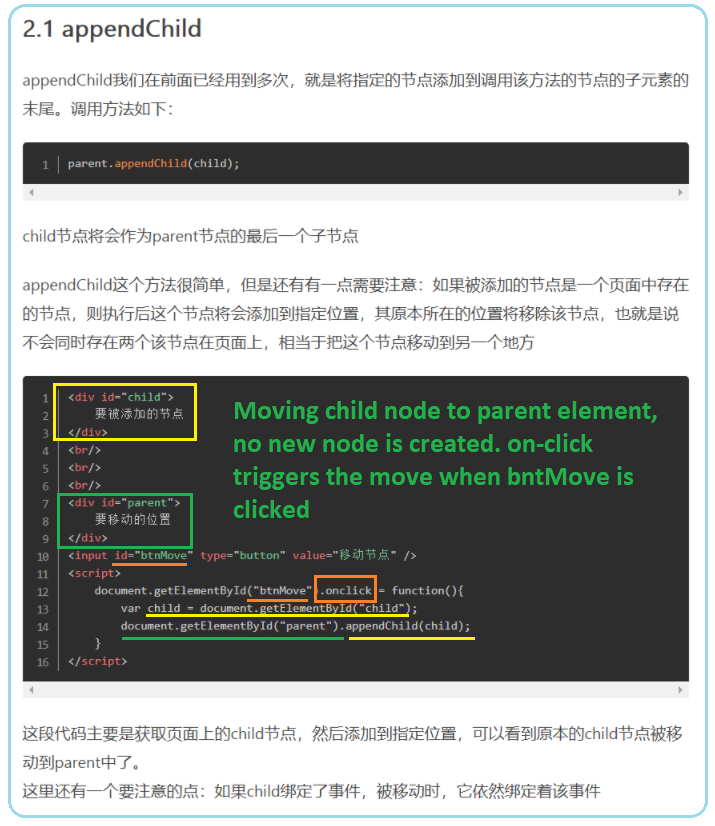 2.1 appendChild
appendChild我们在前面已经用到多次，就是将指定的节点添加到调用该方法的节点的子元素的
末尾。调用方法如下：
1 parent.appendChild(child);
child节点将会作为parent节点的最后一个子节点
appendChild这个方法很简单，但是还有有一点需要注意：如果被添加的节点是一个页面中存在
的节点，则执行后这个节点将会添加到指定位置，其原本所在的位置将移除该节点，也就是说
不会同时存在两个该节点在页面上，相当于把这个节点移动到另一个地方
1 <div id="child">
2 要被添加的节点
3 </div>
4 <br/>
5 <br/>
6 <br/>
7 <div id="parent">
8 要移动的位置
9 </div>
10 <input id="btnMove" type="button" value="移动节点" />
11 <script>
12 document.getElementById("btnMove").onclick = function(){
13 var child = document.getElementById("child");
14 document.getElementById("parent").appendChild(child);
15 }
16 </script>
Moving child node to parent element,
no new node is created. on-click
triggers the move when bntMove is
clicked
这段代码主要是获取页面上的child节点，然后添加到指定位置，可以看到原本的child节点被移
动到parent中了。
这里还有一个要注意的点：如果child绑定了事件，被移动时，它依然绑定着该事件